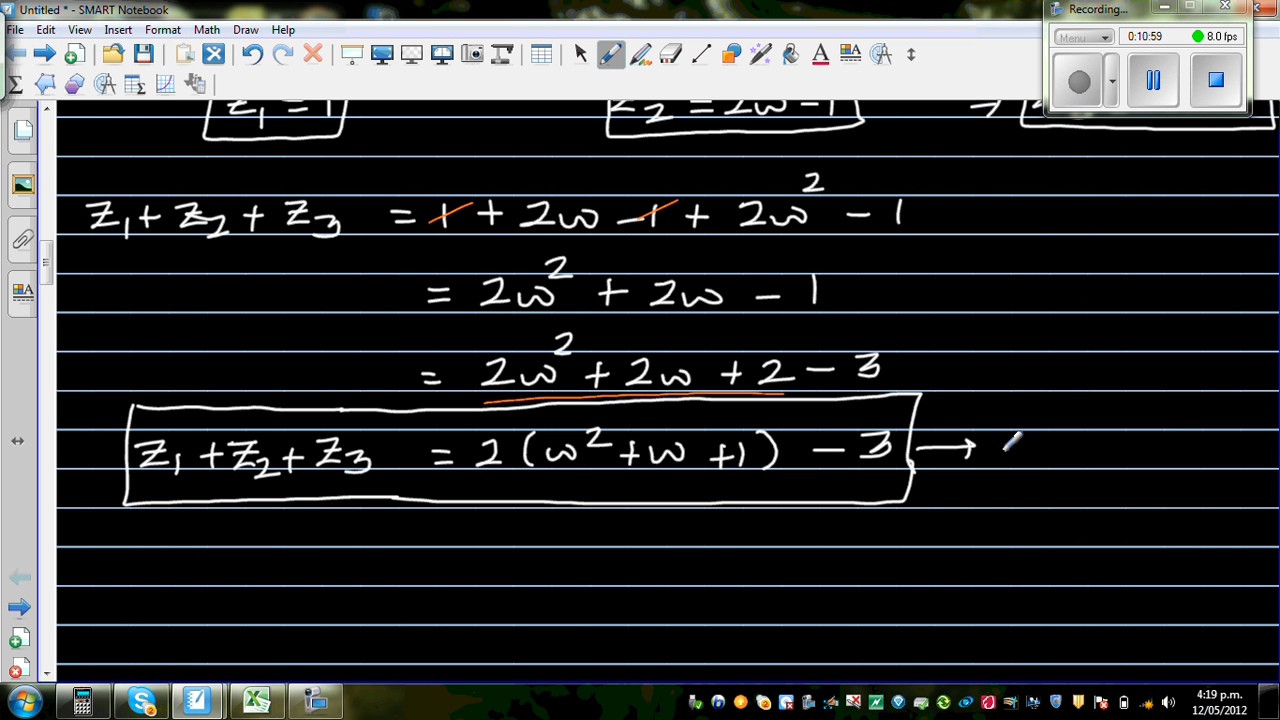 Untitled * - SMART Notebook
Recording...
File Edit View Insert Format Math Draw Help
Menu 0:10:59 8.0 fps
z₁ = 1 z₂ = 2ω-1 →
z₁ + z₂ + z₃ = 1 + 2ω - 1 + 2ω² - 1
= 2ω² + 2ω - 1
= 2ω² + 2ω + 2 - 3
z₁ + z₂ + z₃ = 2(ω² + ω + 1) - 3 →
4:19 p.m.
12/05/2012